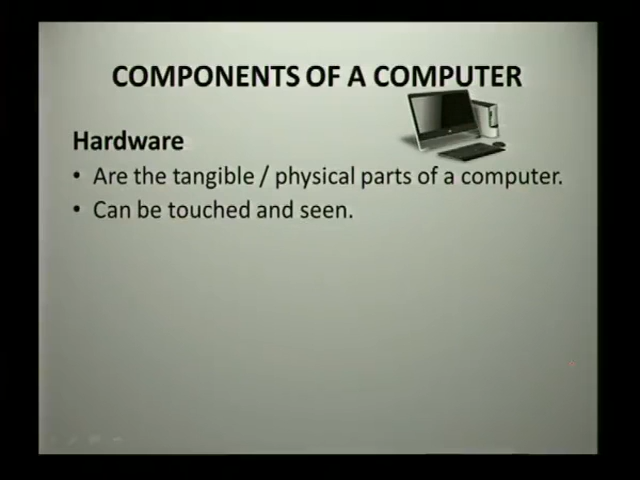 COMPONENTS OF A COMPUTER
Hardware
• Are the tangible / physical parts of a computer.
• Can be touched and seen.